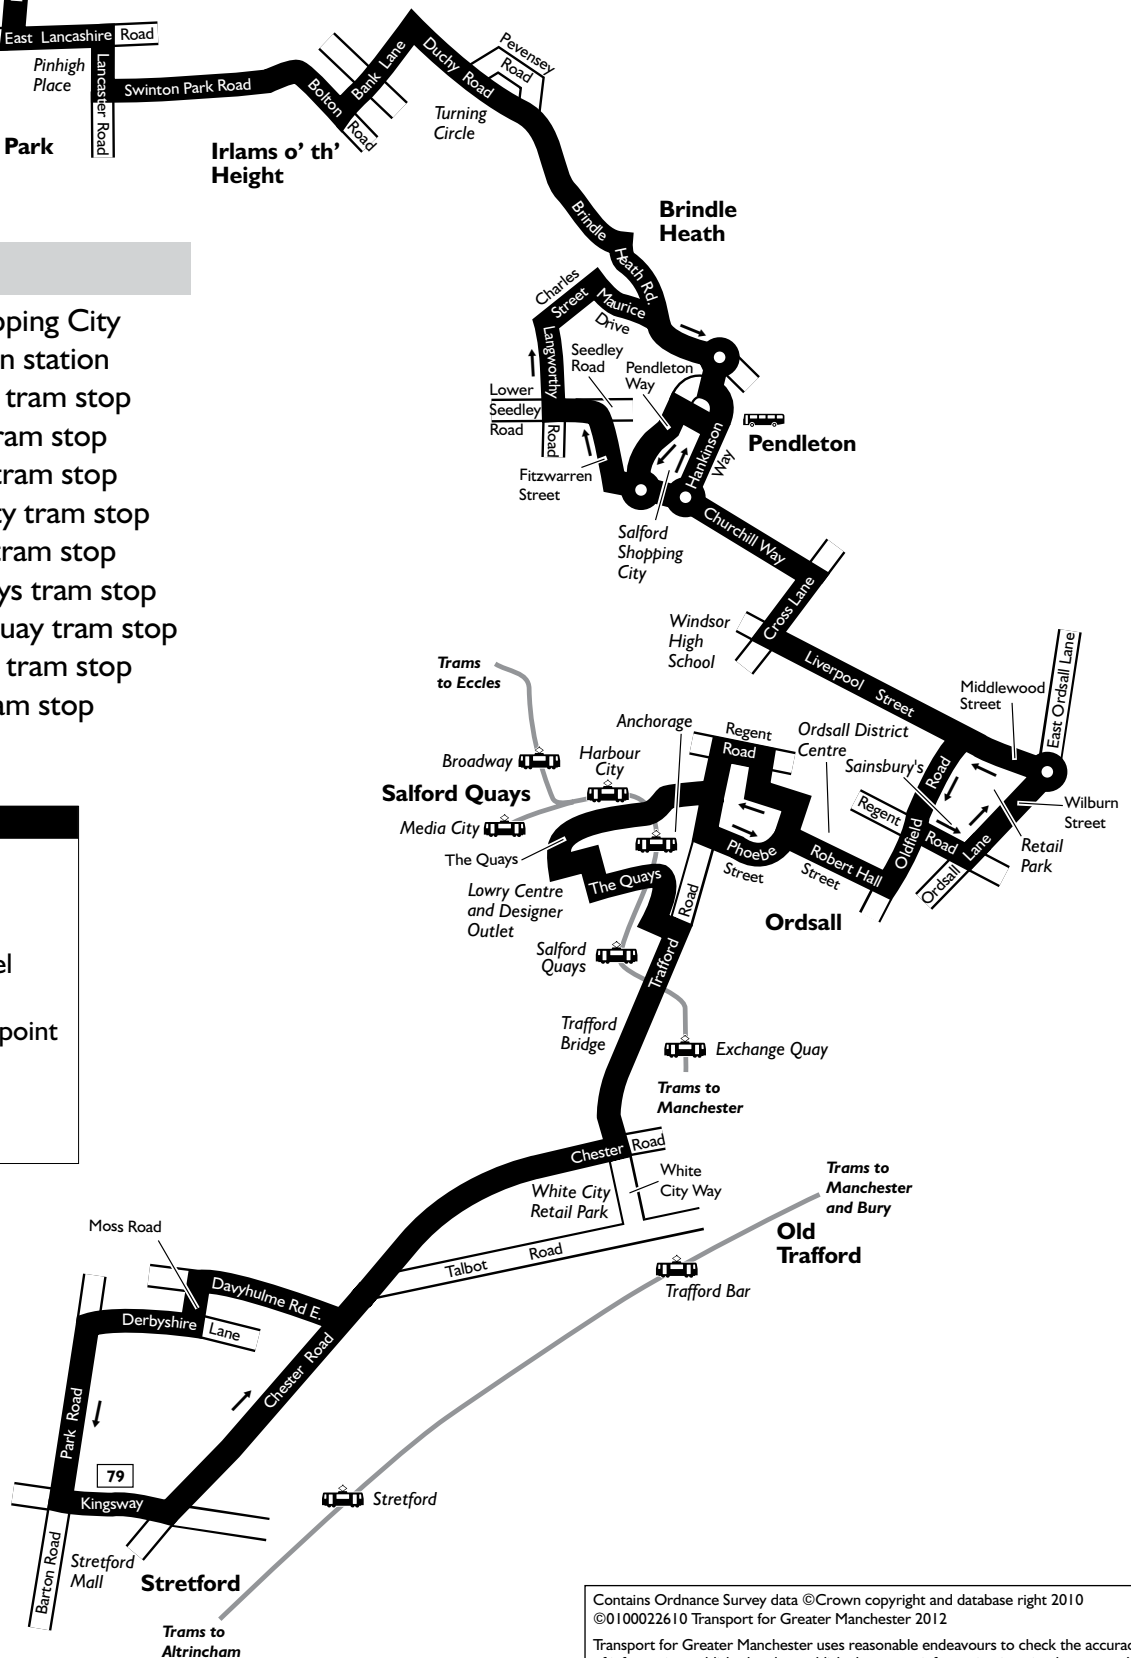 East Lancashire Road
Pinhigh
Place
Lancaster Road
Swinton Park Road
Park
Irlams o' th'
Height
Bolton
Road
Bank Lane
Duchy Road
Pevensey
Road
Turning
Circle
Brindle
Heath Rd.
Brindle
Heath
Charles
Street
Maurice
Drive
Langworthy
Road
Seedley
Road
Pendleton
Way
Lower
Seedley
Road
Hankinson
Way
Pendleton
Fitzwarren
Street
Salford
Shopping
City
Churchill Way
Cross Lane
Windsor
High
School
Liverpool Street
Middlewood
Street
East Ordsall Lane
pping City
n station
tram stop
ram stop
tram stop
ty tram stop
tram stop
ys tram stop
uay tram stop
tram stop
am stop
Trams
to Eccles
Anchorage
Regent
Road
Ordsall District
Centre
Sainsbury's
Broadway
Harbour
City
Salford Quays
Media City
The Quays
Lowry Centre
and Designer
Outlet
The Quays
Phoebe
Street
Robert Hall
Street
Oldfield
Road
Regent
Road
Ordsall
Lane
Wilburn
Street
Retail
Park
Ordsall
Salford
Quays
Trafford
Road
Trafford
Bridge
Exchange Quay
Trams to
Manchester
el
point
Chester Road
White
City Way
White City
Retail Park
Talbot Road
Trams to
Manchester
and Bury
Old
Trafford
Trafford Bar
Moss Road
Davyhulme Rd E.
Derbyshire Lane
Chester Road
Park Road
79
Kingsway
Barton Road
Stretford
Mall
Stretford
Stretford
Trams to
Altrincham
Contains Ordnance Survey data ©Crown copyright and database right 2010
©0100022610 Transport for Greater Manchester 2012
Transport for Greater Manchester uses reasonable endeavours to check the accurac